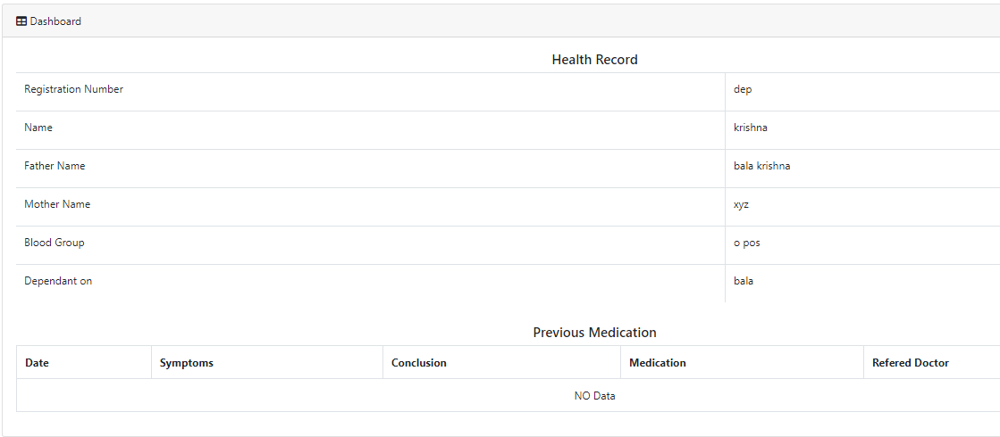 Dashboard
Health Record
Registration Number dep
Name krishna
Father Name bala krishna
Mother Name xyz
Blood Group o pos
Dependant on bala
Previous Medication
Date Symptoms Conclusion Medication Refered Doctor
NO Data